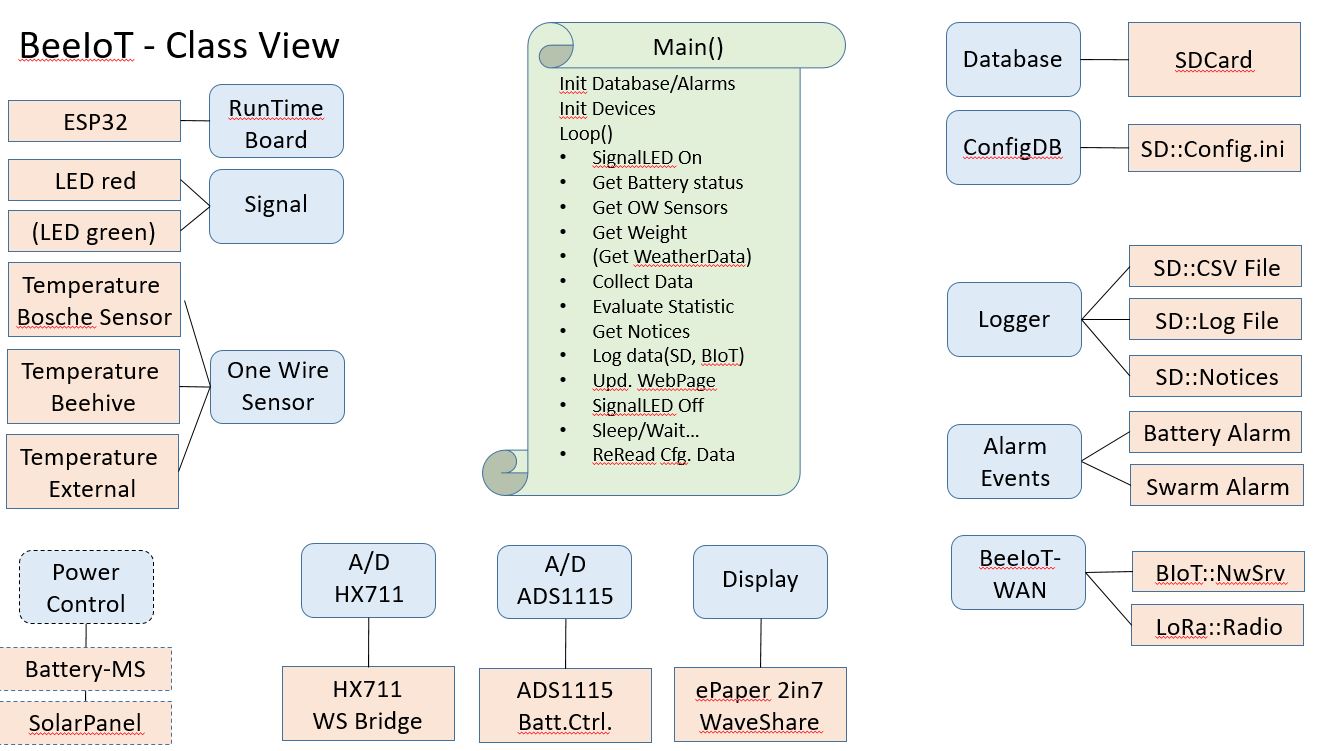 BeeIoT - Class View
ESP32
RunTime
Board
LED red
(LED green)
Signal
Temperature
Bosche Sensor
Temperature
Beehive
Temperature
External
One Wire
Sensor
Power
Control
Battery-MS
SolarPanel
Main()
Init Database/Alarms
Init Devices
Loop()
• SignalLED On
• Get Battery status
• Get OW Sensors
• Get Weight
• (Get WeatherData)
• Collect Data
• Evaluate Statistic
• Get Notices
• Log data(SD, BIoT)
• Upd. WebPage
• SignalLED Off
• Sleep/Wait...
• ReRead Cfg. Data
A/D
HX711
HX711
WS Bridge
A/D
ADS1115
ADS1115
Batt.Ctrl.
Display
ePaper 2in7
WaveShare
Database
SDCard
ConfigDB
SD::Config.ini
Logger
SD::CSV File
SD::Log File
SD::Notices
Alarm
Events
Battery Alarm
Swarm Alarm
BeeIoT-
WAN
BIoT::NwSrv
LoRa::Radio